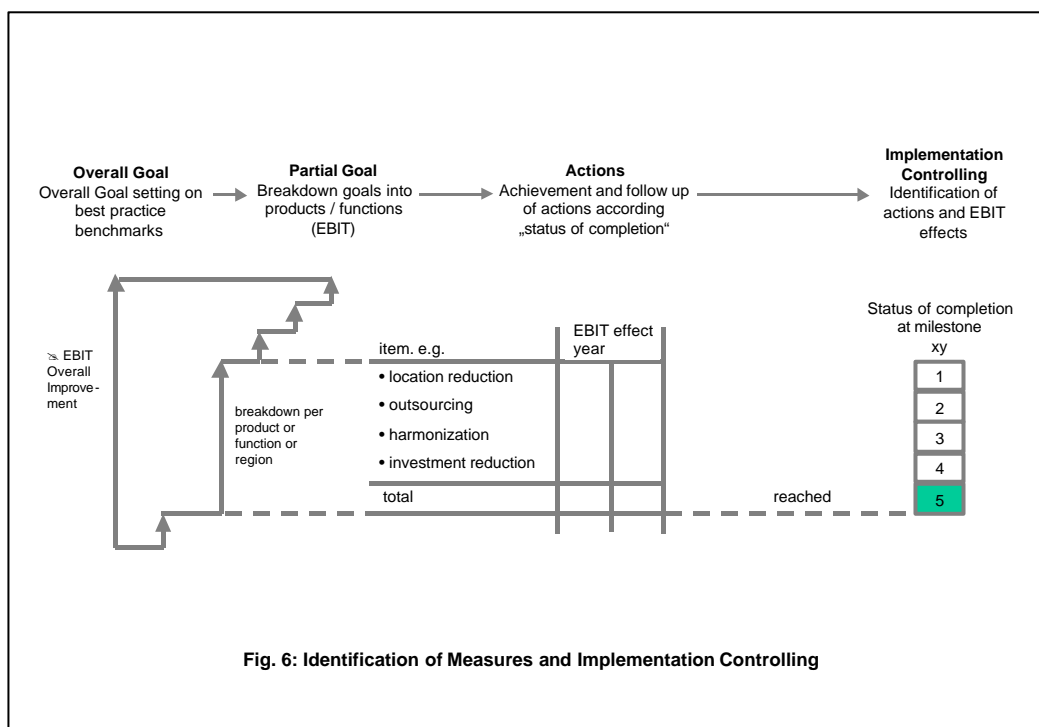 Overall Goal
Overall Goal setting on
best practice
benchmarks
Partial Goal
Breakdown goals into
products / functions
(EBIT)
Actions
Achievement and follow up
of actions according
„status of completion“
Implementation
Controlling
Identification of
actions and EBIT
effects
EBIT
Overall
Improve-
ment
breakdown per
product or
function or
region
item. e.g.
EBIT effect
year
• location reduction
• outsourcing
• harmonization
• investment reduction
total
reached
Status of completion
at milestone
xy
1
2
3
4
5
Fig. 6: Identification of Measures and Implementation Controlling